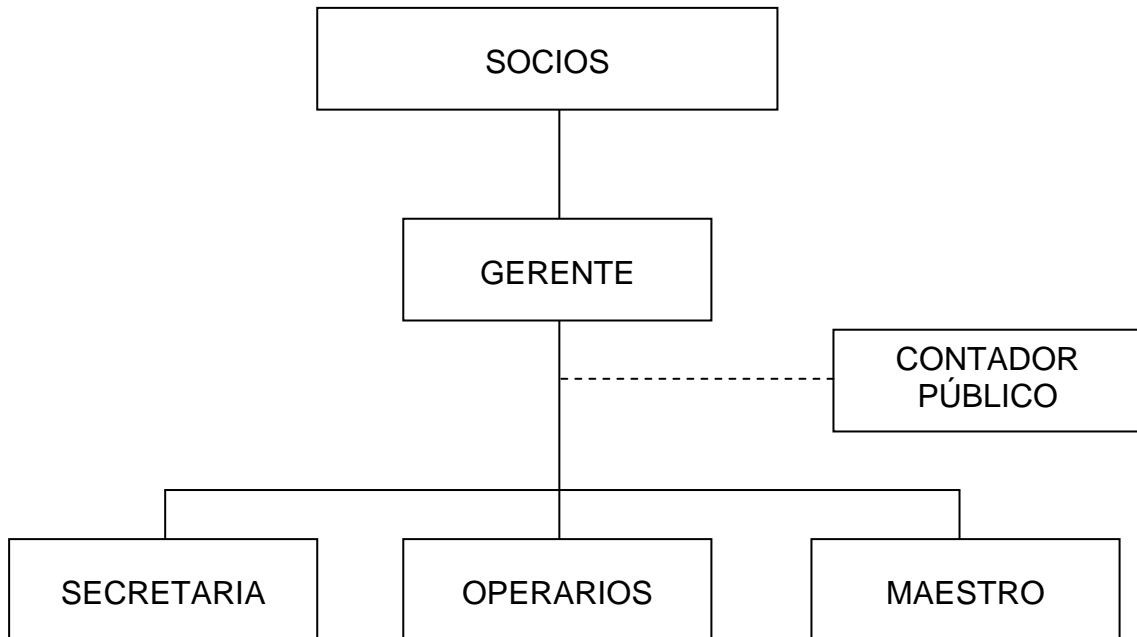 SOCIOS
GERENTE
CONTADOR
PÚBLICO
SECRETARIA
OPERARIOS
MAESTRO